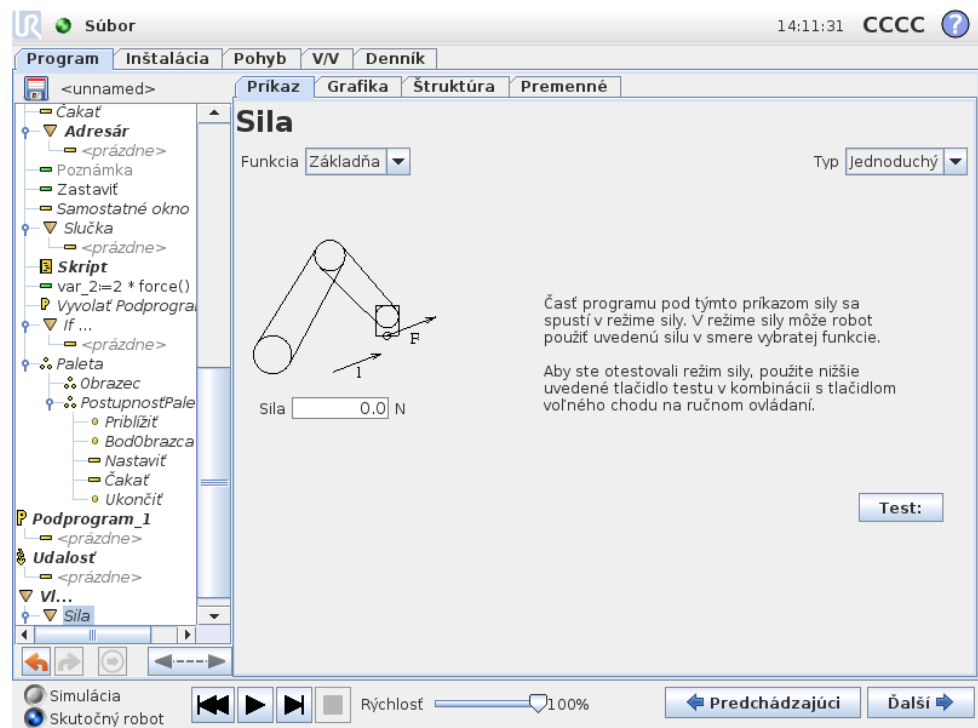 UR Súbor 14:11:31 CCCC ?
Program Inštalácia Pohyb V/V Denník
<unnamed> Príkaz Grafika Štruktúra Premenné
Čakať
Adresár
<prázdne>
Poznámka
Zastaviť
Samostatné okno
Slučka
<prázdne>
Skript
var_2≔2 * force()
Vyvolať Podprogra
If ...
<prázdne>
Paleta
Obrazec
PostupnosťPale
Priblížiť
BodObrazca
Nastaviť
Čakať
Ukončiť
P Podprogram_1
<prázdne>
Udalosť
<prázdne>
Vl...
Sila
Sila
Funkcia Základňa Typ Jednoduchý
F
1
Sila 0.0 N
Časť programu pod týmto príkazom sily sa
spustí v režime sily. V režime sily môže robot
použiť uvedenú silu v smere vybratej funkcie.
Aby ste otestovali režim sily, použite nižšie
uvedené tlačidlo testu v kombinácii s tlačidlom
voľného chodu na ručnom ovládaní.
Test:
Simulácia
Skutočný robot
Rýchlosť 100%
Predchádzajúci Ďalší